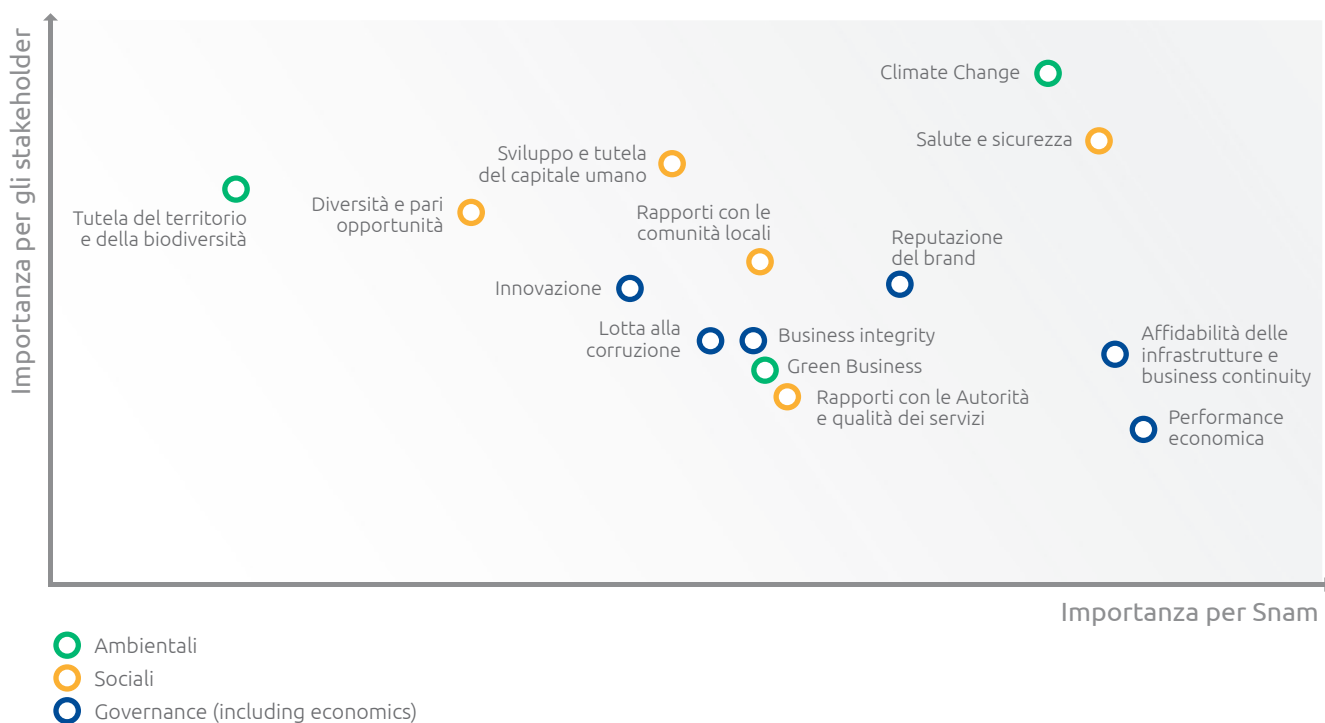 Importanza per gli stakeholder
Climate Change
Salute e sicurezza
Sviluppo e tutela
del capitale umano
Tutela del territorio
e della biodiversità
Diversità e pari
opportunità
Rapporti con le
comunità locali
Reputazione
del brand
Innovazione
Lotta alla
corruzione
Business integrity
Green Business
Rapporti con le Autorità
e qualità dei servizi
Affidabilità delle
infrastrutture e
business continuity
Performance
economica
Importanza per Snam
Ambientali
Sociali
Governance (including economics)